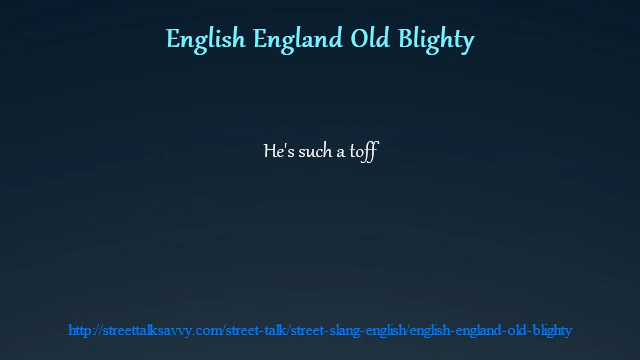 English England Old Blighty
He's such a toff
http://streettalksavvy.com/street-talk/street-slang-english/english-england-old-blighty